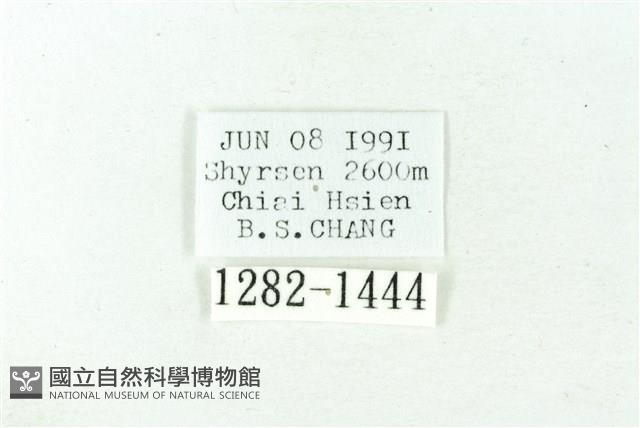 JUN 08 1991
Shyrsen 2600m
Chiai Hsien
B.S.CHANG
1282-1444
國立自然科學博物館
NATIONAL MUSEUM OF NATURAL SCIENCE